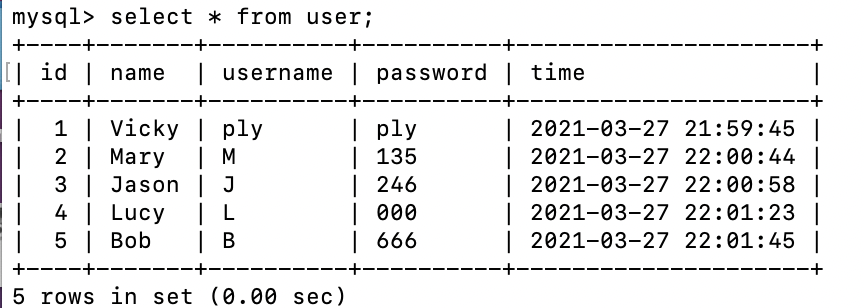 mysql> select * from user;
+----+-------+----------+----------+---------------------+
| id | name  | username | password | time                |
+----+-------+----------+----------+---------------------+
|  1 | Vicky | ply      | ply      | 2021-03-27 21:59:45 |
|  2 | Mary  | M        | 135      | 2021-03-27 22:00:44 |
|  3 | Jason | J        | 246      | 2021-03-27 22:00:58 |
|  4 | Lucy  | L        | 000      | 2021-03-27 22:01:23 |
|  5 | Bob   | B        | 666      | 2021-03-27 22:01:45 |
+----+-------+----------+----------+---------------------+
5 rows in set (0.00 sec)